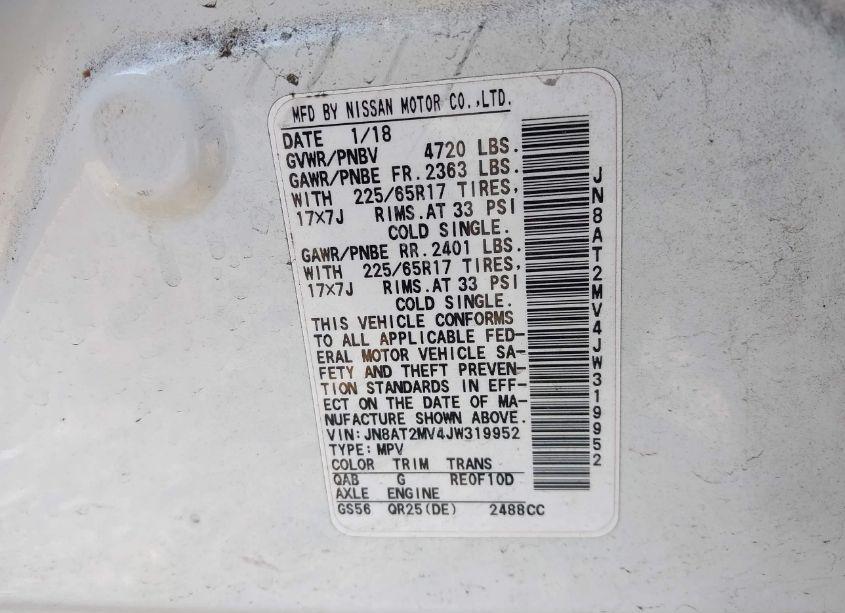 MFD BY NISSAN MOTOR CO.,LTD.
DATE 1/18
GVWR/PNBV 4720 LBS.
GAWR/PNBE FR.2363 LBS.
WITH 225/65R17 TIRES,
17X7J RIMS.AT 33 PSI
COLD SINGLE.
GAWR/PNBE RR.2401 LBS.
WITH 225/65R17 TIRES,
17X7J RIMS.AT 33 PSI
COLD SINGLE.
THIS VEHICLE CONFORMS
TO ALL APPLICABLE FED-
ERAL MOTOR VEHICLE SA-
FETY AND THEFT PREVEN-
TION STANDARDS IN EFF-
ECT ON THE DATE OF MA-
NUFACTURE SHOWN ABOVE.
VIN:JN8AT2MV4JW319952
TYPE:MPV
COLOR TRIM TRANS
QAB G RE0F10D
AXLE ENGINE
GS56 QR25(DE) 2488CC
JN8AT2MV4JW319952